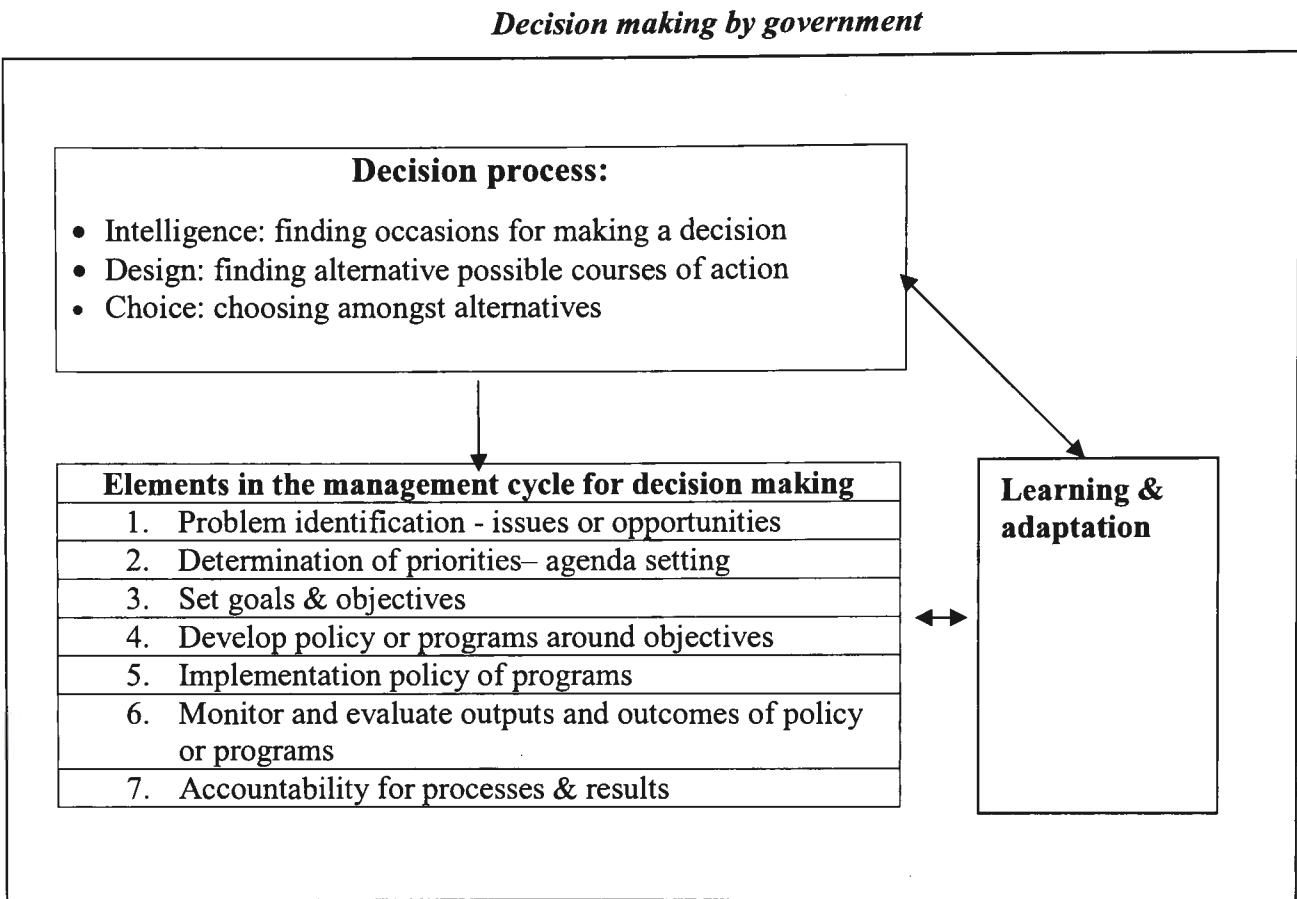 Decision making by government
Decision process:
• Intelligence: finding occasions for making a decision
• Design: finding alternative possible courses of action
• Choice: choosing amongst alternatives
Elements in the management cycle for decision making
1. Problem identification - issues or opportunities
2. Determination of priorities– agenda setting
3. Set goals & objectives
4. Develop policy or programs around objectives
5. Implementation policy of programs
6. Monitor and evaluate outputs and outcomes of policy
or programs
7. Accountability for processes & results
Learning &
adaptation